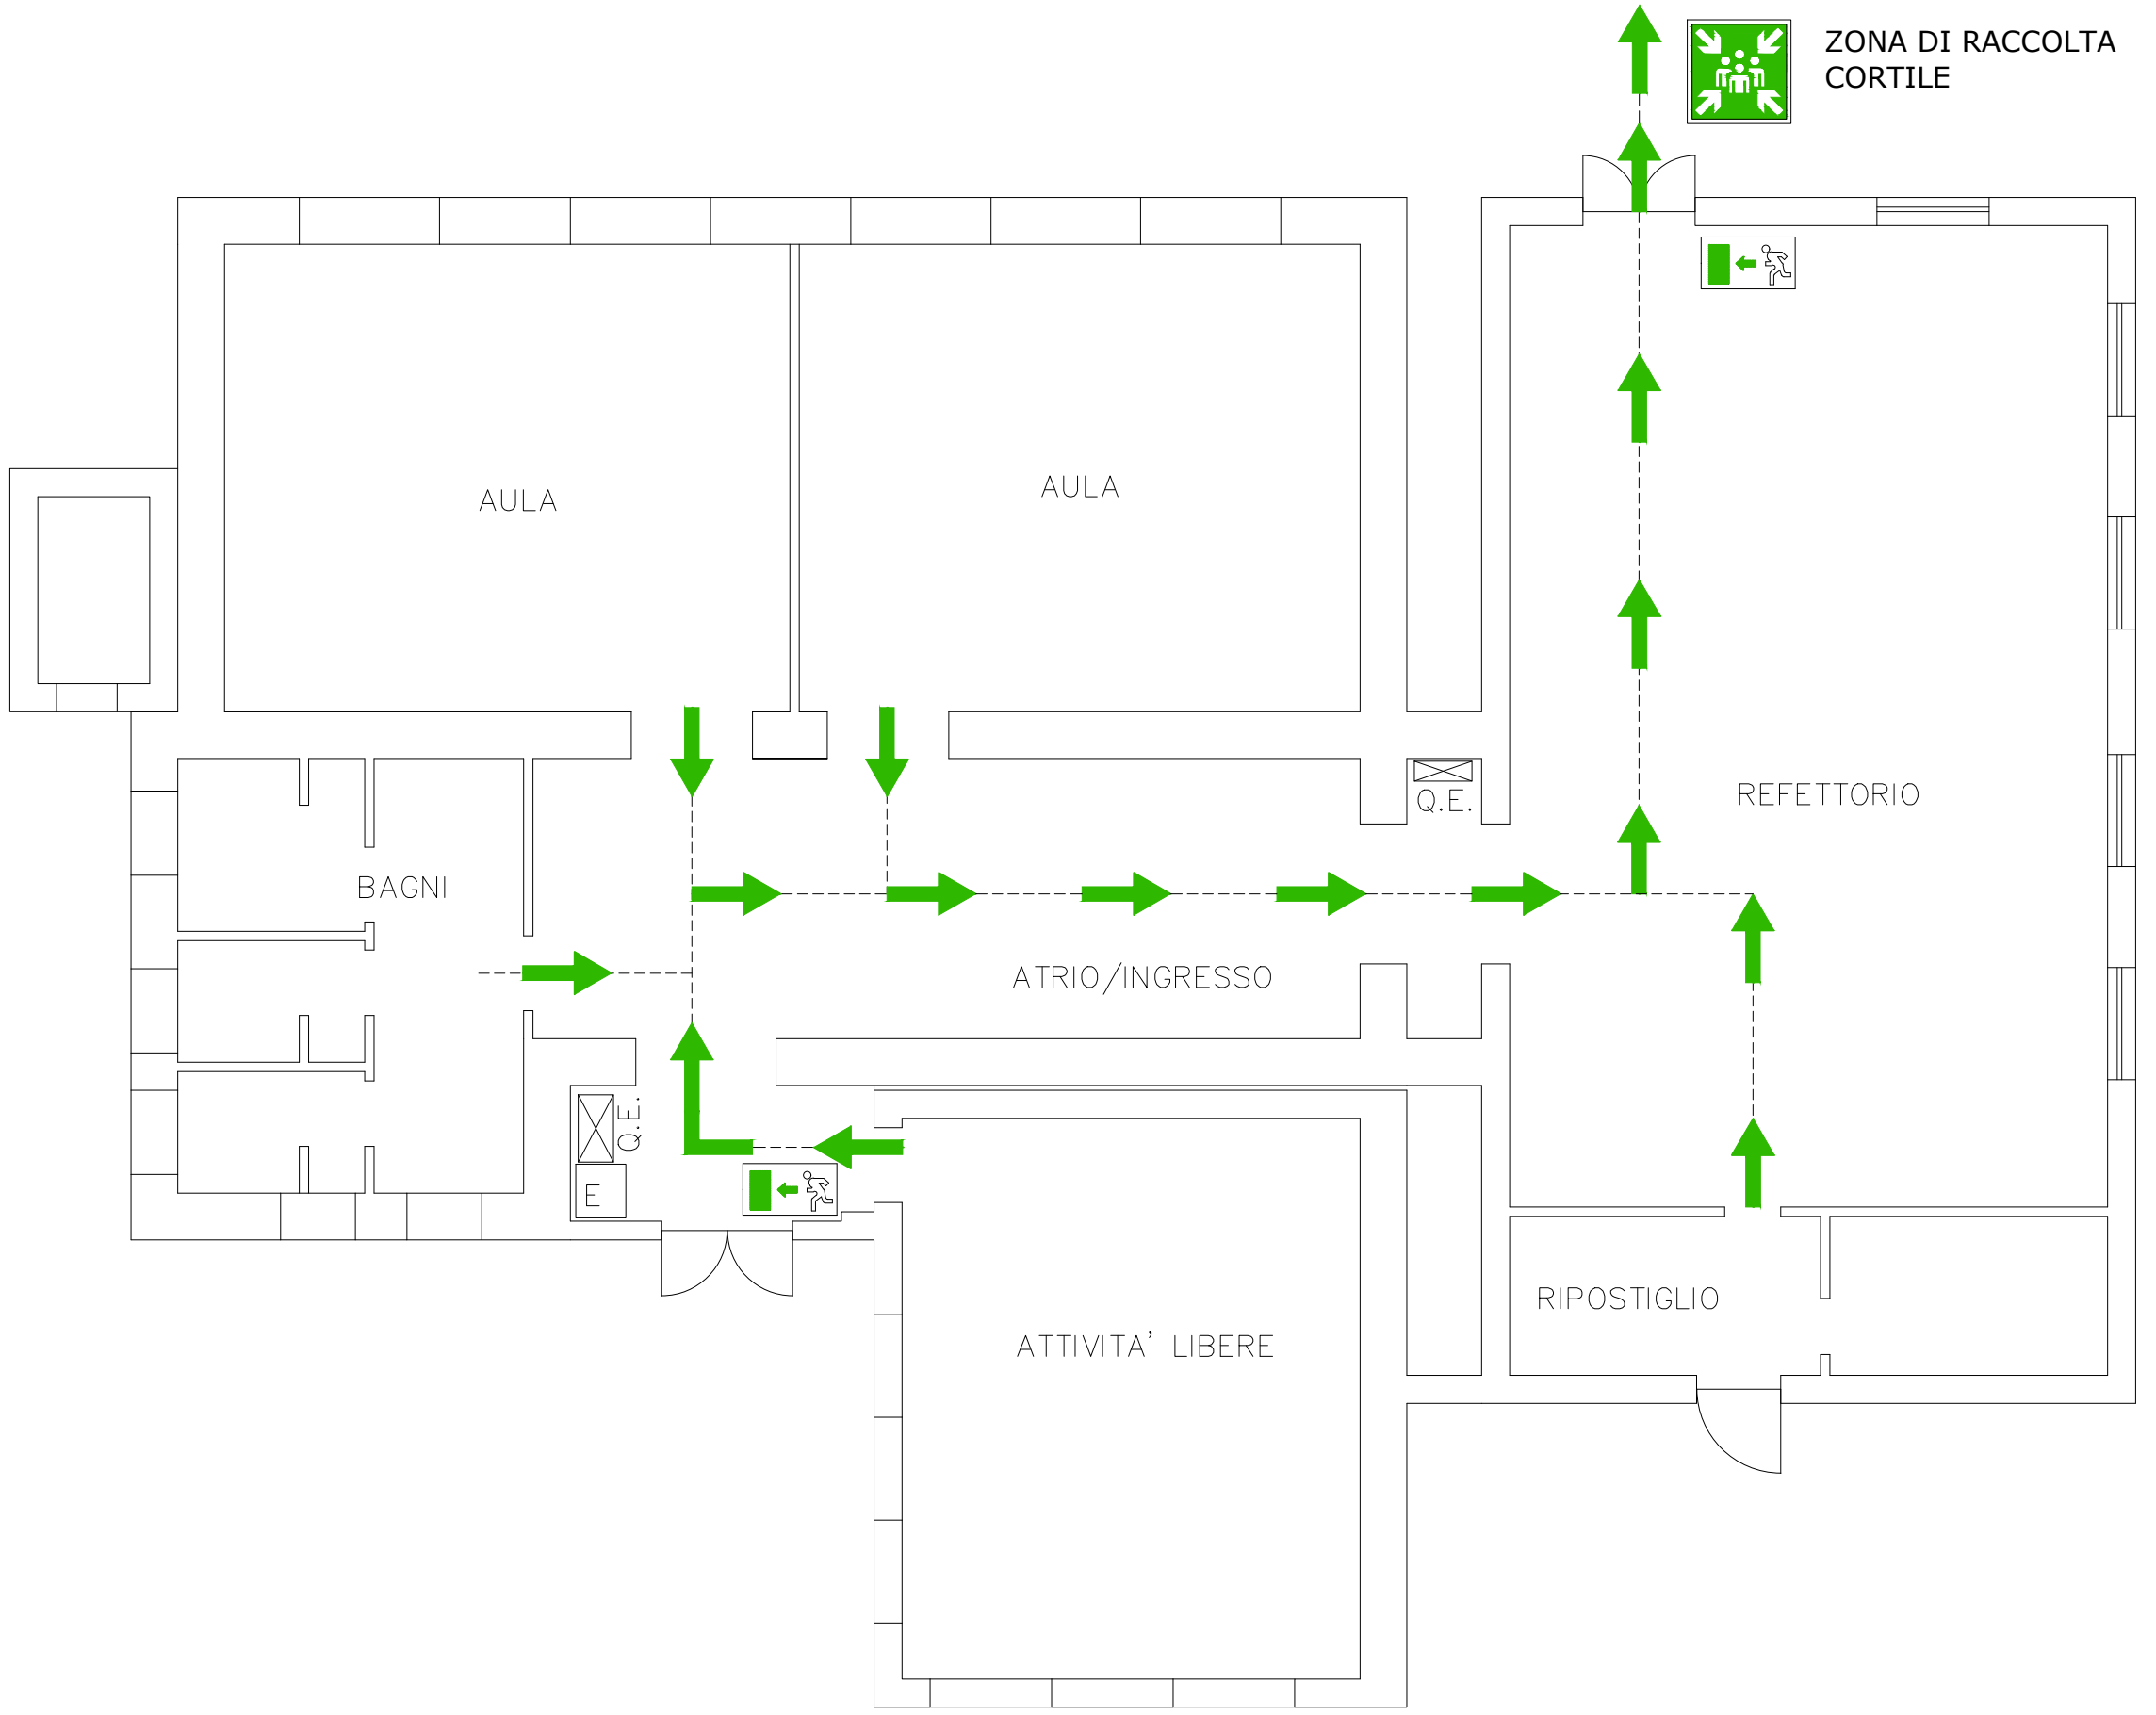 ZONA DI RACCOLTA
CORTILE
AULA
AULA
Q.E.
REFETTORIO
BAGNI
ATRIO/INGRESSO
Q.E.
E
RIPOSTIGLIO
ATTIVITA' LIBERE